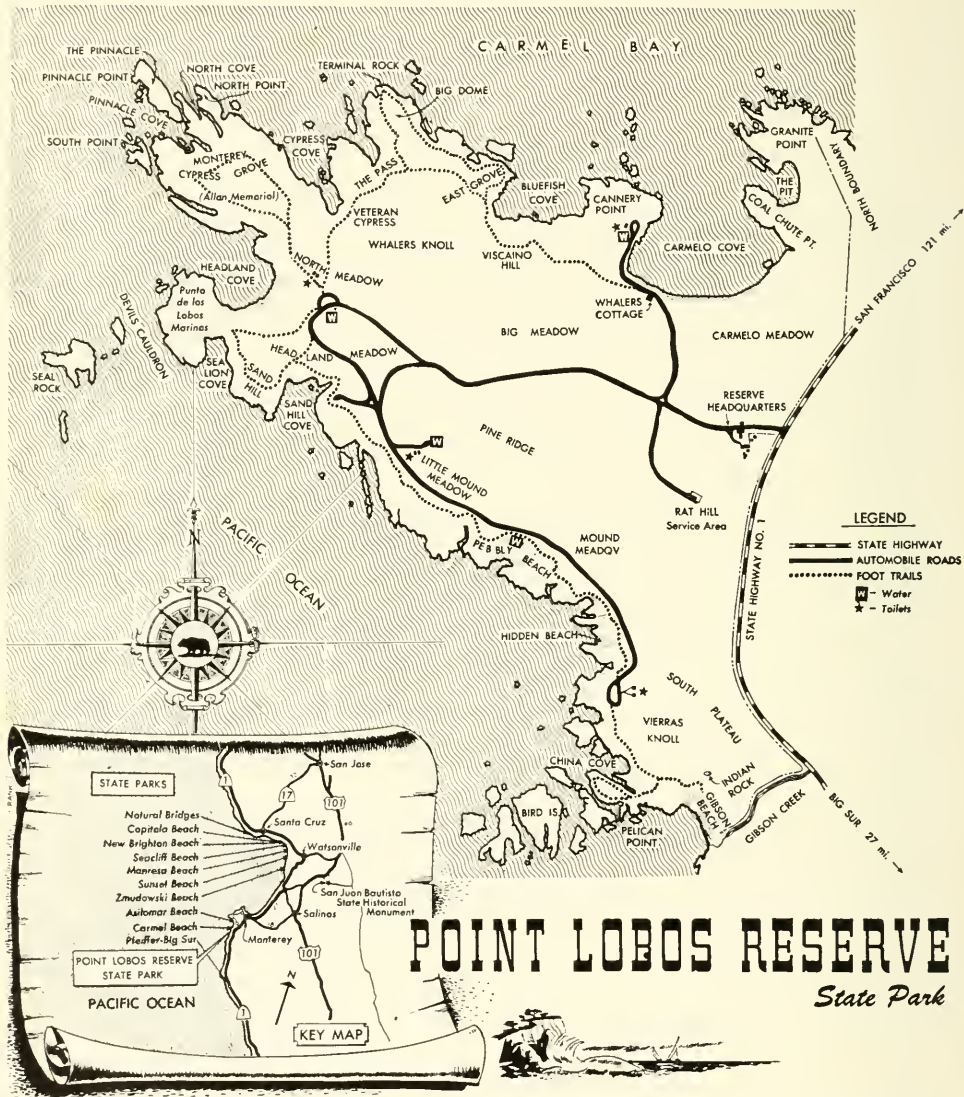 CARMEL BAY
THE PINNACLE
PINNACLE POINT
PINNACLE COVE
NORTH COVE
NORTH POINT
TERMINAL ROCK
BIG DOME
SOUTH POINT
MONTEREY
CYPRESS GROVE
(Allan Memorial)
CYPRESS
COVE
THE PASS
EAST GROVE
BLUEFISH
COVE
CANNERY
POINT
W
GRANITE
POINT
THE
PIT
COAL CHUTE PT.
NORTH BOUNDARY
SAN FRANCISCO 121 mi.
VETERAN
CYPRESS
WHALERS KNOLL
VISCAINO
HILL
CARMELO COVE
HEADLAND
COVE
NORTH
MEADOW
W
Punta
de los
Lobos
Marinos
DEVILS CAULDRON
WHALERS
COTTAGE
BIG MEADOW
CARMELO MEADOW
SEAL
ROCK
SEA
LION
COVE
HEADLAND
MEADOW
SAND
HILL
SAND
HILL
COVE
RESERVE
HEADQUARTERS
PINE RIDGE
W
LITTLE MOUND
MEADOW
RAT HILL
Service Area
PACIFIC
OCEAN
N
PEBBLY
BEACH
W
MOUND
MEADQV
STATE HIGHWAY NO. 1
LEGEND
STATE HIGHWAY
AUTOMOBILE ROADS
FOOT TRAILS
W - Water
★ - Toilets
HIDDEN BEACH
SOUTH
PLATEAU
VIERRAS
KNOLL
CHINA COVE
INDIAN
ROCK
GIBSON
BEACH
GIBSON CREEK
BIG SUR 27 mi.
BIRD IS.
PELICAN
POINT
STATE PARKS
1
17
101
San Jose
Santa Cruz
Natural Bridges
Capitola Beach
New Brighton Beach
Seacliff Beach
Manresa Beach
Sunset Beach
Zmudowski Beach
Asilomar Beach
Carmel Beach
Pfeiffer-Big Sur
Watsonville
San Juan Bautista
State Historical
Monument
Salinas
Monterey
101
POINT LOBOS RESERVE
STATE PARK
PACIFIC OCEAN
N
1
KEY MAP
POINT LOBOS RESERVE
State Park